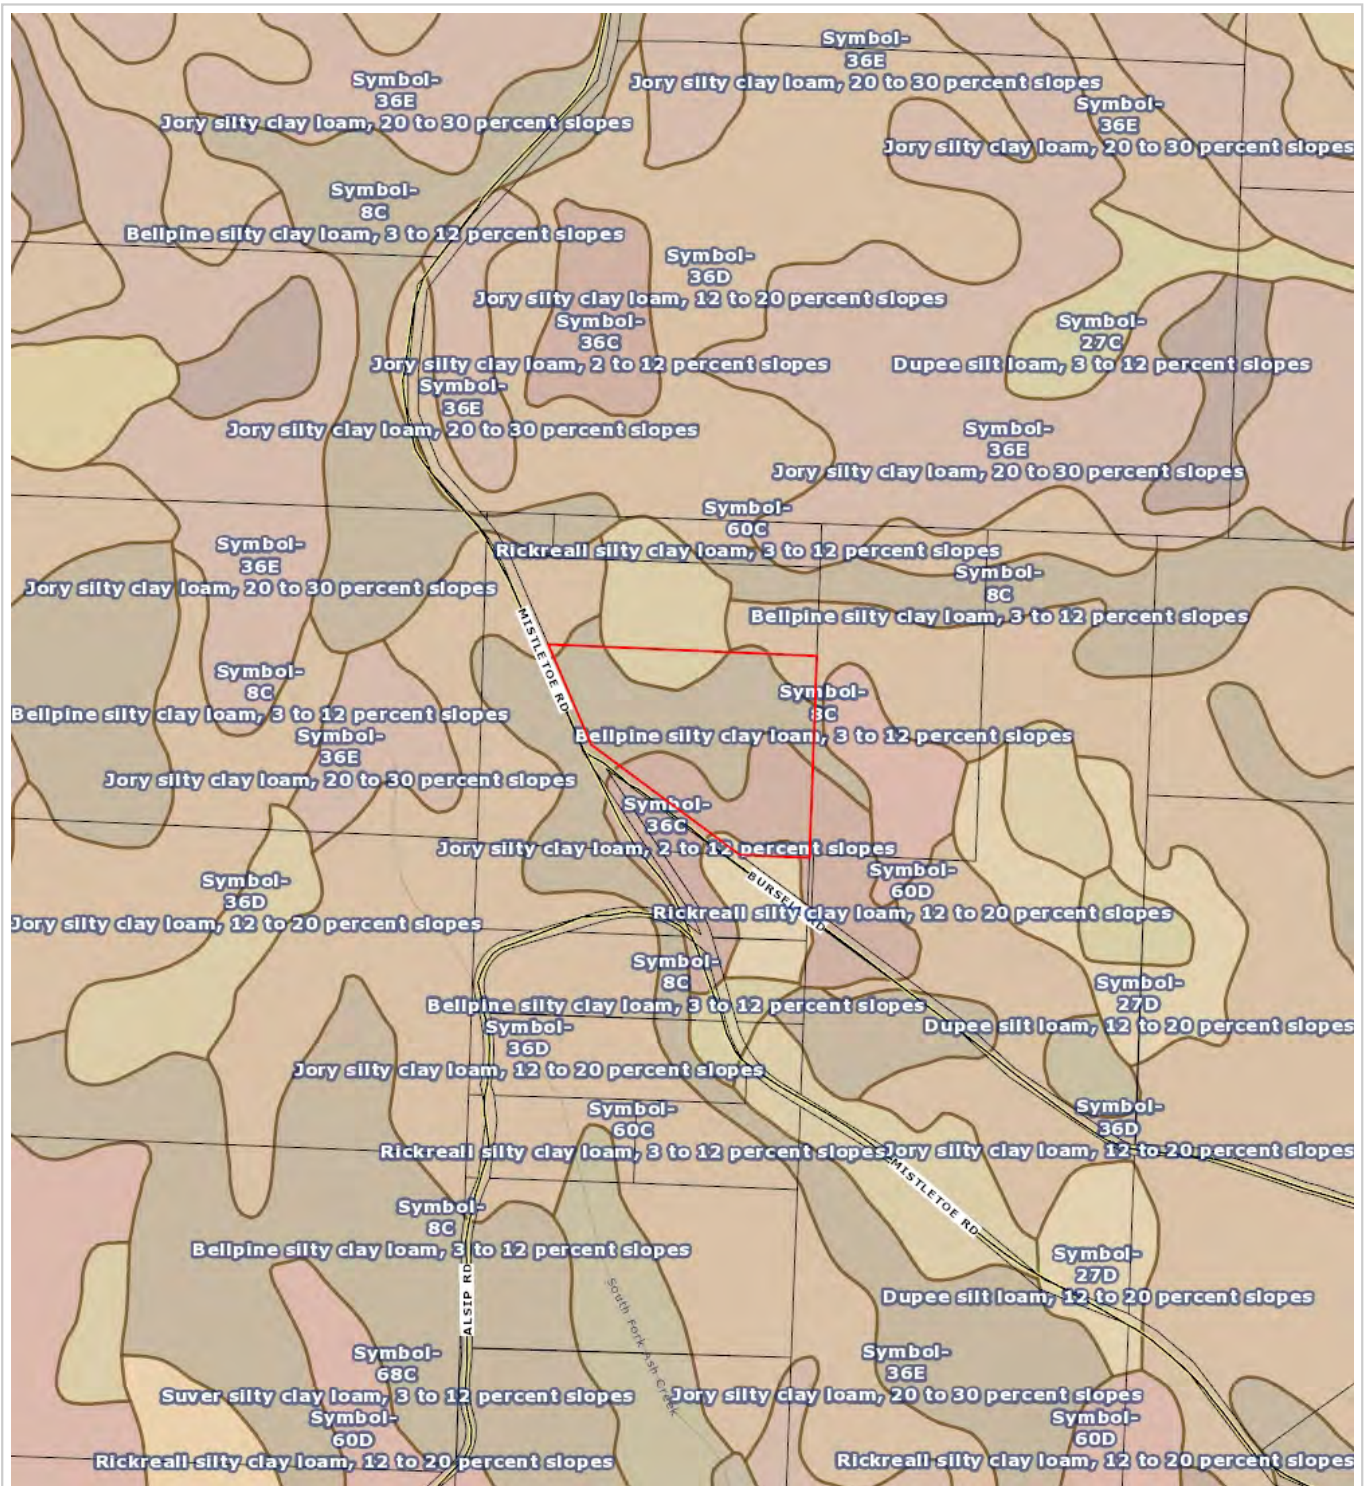 Symbol-
36E
Jory silty clay loam, 20 to 30 percent slopes
Symbol-
36E
Jory silty clay loam, 20 to 30 percent slopes
Symbol-
36E
Jory silty clay loam, 20 to 30 percent slopes
Symbol-
8C
Bellpine silty clay loam, 3 to 12 percent slopes
Symbol-
36D
Jory silty clay loam, 12 to 20 percent slopes
Symbol-
36C
Jory silty clay loam, 2 to 12 percent slopes
Symbol-
27C
Dupee silt loam, 3 to 12 percent slopes
Symbol-
36E
Jory silty clay loam, 20 to 30 percent slopes
Symbol-
36E
Jory silty clay loam, 20 to 30 percent slopes
Symbol-
60C
Rickreall silty clay loam, 3 to 12 percent slopes
Symbol-
36E
Jory silty clay loam, 20 to 30 percent slopes
Symbol-
8C
Bellpine silty clay loam, 3 to 12 percent slopes
MISTLETOE RD
Symbol-
8C
Bellpine silty clay loam, 3 to 12 percent slopes
Symbol-
8C
Bellpine silty clay loam, 3 to 12 percent slopes
Symbol-
36E
Jory silty clay loam, 20 to 30 percent slopes
Symbol-
36C
Jory silty clay loam, 2 to 12 percent slopes
Symbol-
60D
Rickreall silty clay loam, 12 to 20 percent slopes
Symbol-
36D
Jory silty clay loam, 12 to 20 percent slopes
Symbol-
8C
Bellpine silty clay loam, 3 to 12 percent slopes
Symbol-
27D
Dupee silt loam, 12 to 20 percent slopes
Symbol-
36D
Jory silty clay loam, 12 to 20 percent slopes
Symbol-
60C
Rickreall silty clay loam, 3 to 12 percent slopes
Symbol-
36D
Jory silty clay loam, 12 to 20 percent slopes
MISTLETOE RD
Symbol-
8C
Bellpine silty clay loam, 3 to 12 percent slopes
Symbol-
27D
Dupee silt loam, 12 to 20 percent slopes
ALSIP RD
South Fork Ash Creek
Symbol-
68C
Suver silty clay loam, 3 to 12 percent slopes
Symbol-
36E
Jory silty clay loam, 20 to 30 percent slopes
Symbol-
60D
Rickreall silty clay loam, 12 to 20 percent slopes
Symbol-
60D
Rickreall silty clay loam, 12 to 20 percent slopes